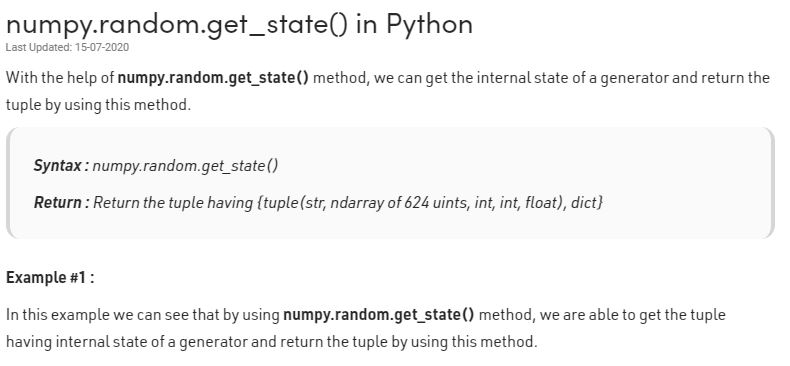 numpy.random.get_state() in Python
Last Updated: 15-07-2020
With the help of numpy.random.get_state() method, we can get the internal state of a generator and return the
tuple by using this method.
Syntax : numpy.random.get_state()
Return : Return the tuple having {tuple(str, ndarray of 624 uints, int, int, float), dict}
Example #1 :
In this example we can see that by using numpy.random.get_state() method, we are able to get the tuple
having internal state of a generator and return the tuple by using this method.